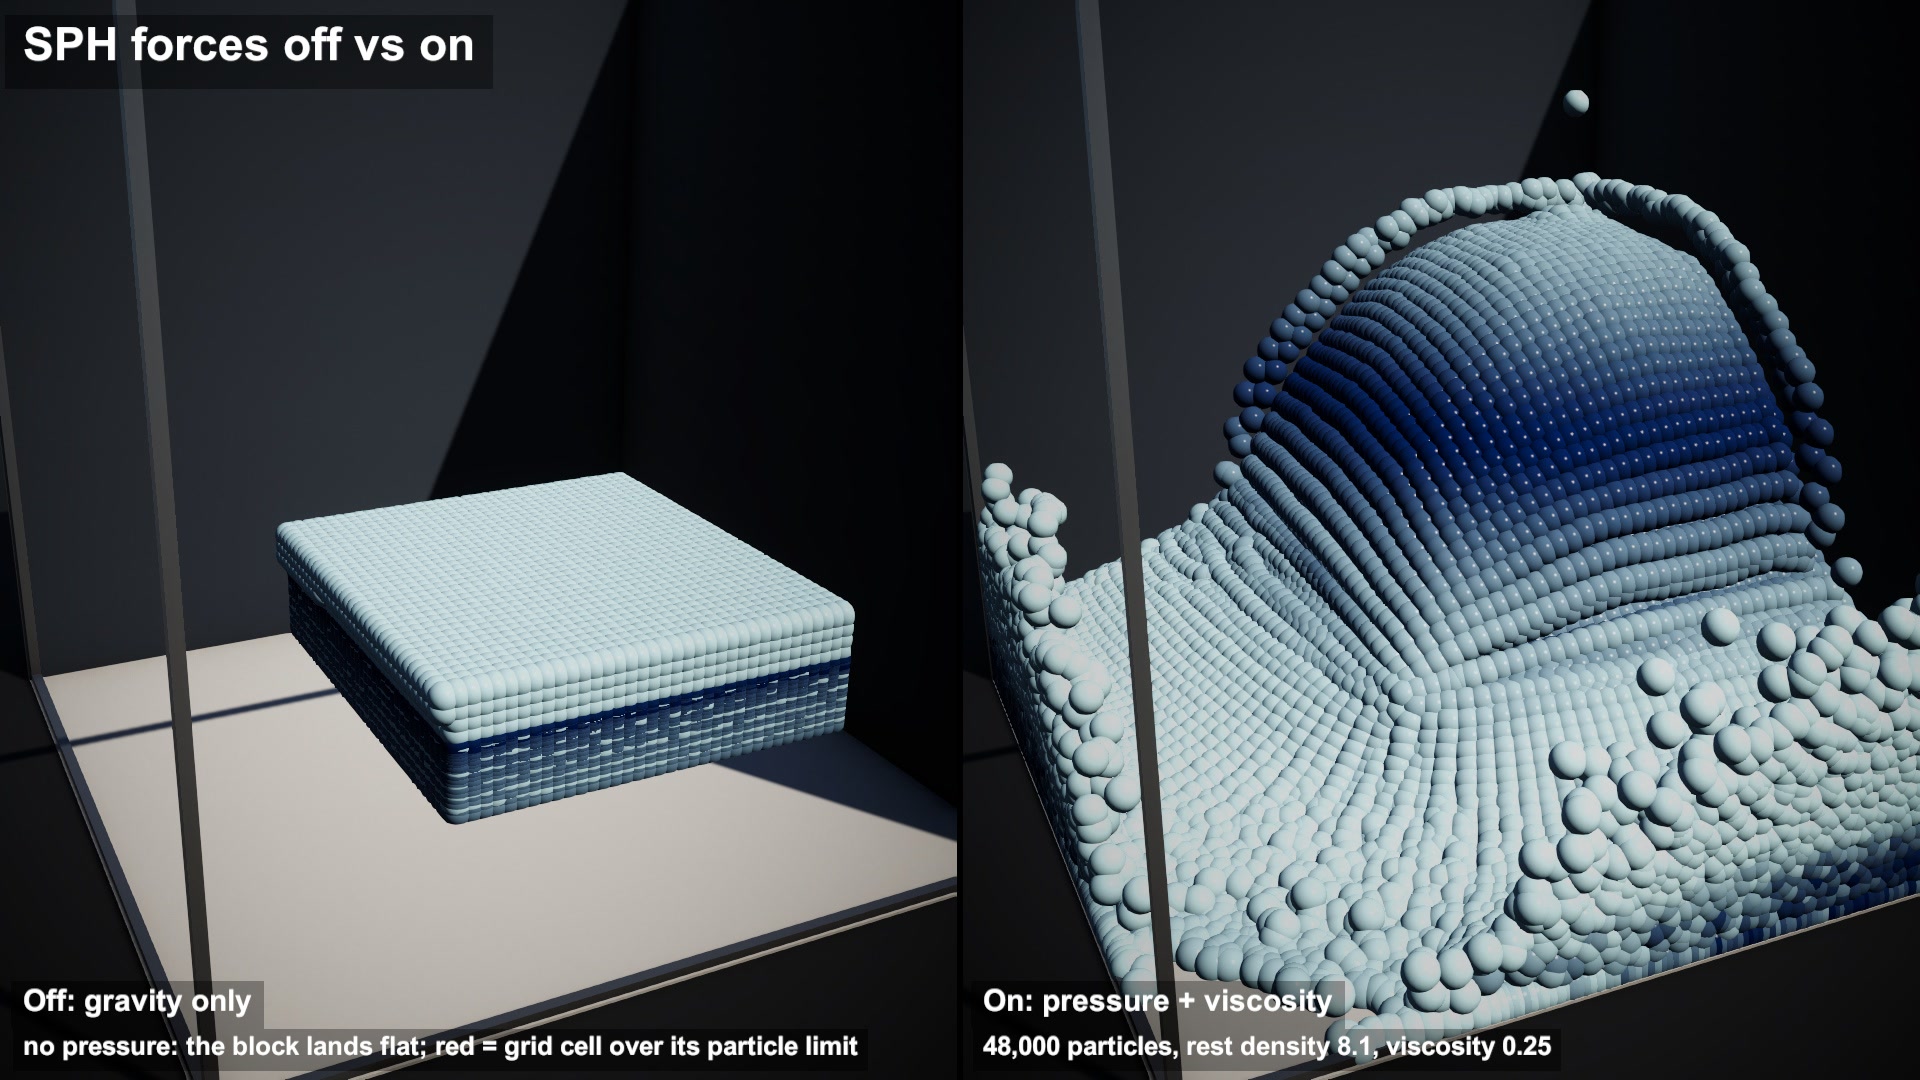 SPH forces off vs on
Off: gravity only
no pressure: the block lands flat; red = grid cell over its particle limit
On: pressure + viscosity
48,000 particles, rest density 8.1, viscosity 0.25